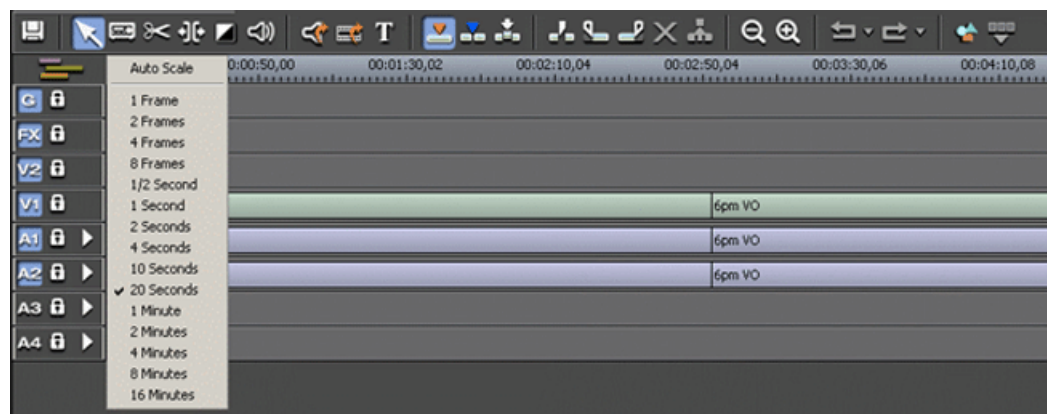 T
Auto Scale
0:00:50,00 00:01:30,02 00:02:10,04 00:02:50,04 00:03:30,06 00:04:10,08
G
1 Frame
2 Frames
FX
4 Frames
8 Frames
V2
1/2 Second
V1
1 Second
6pm VO
2 Seconds
A1
6pm VO
4 Seconds
A2
10 Seconds
6pm VO
20 Seconds
A3
1 Minute
2 Minutes
A4
4 Minutes
8 Minutes
16 Minutes